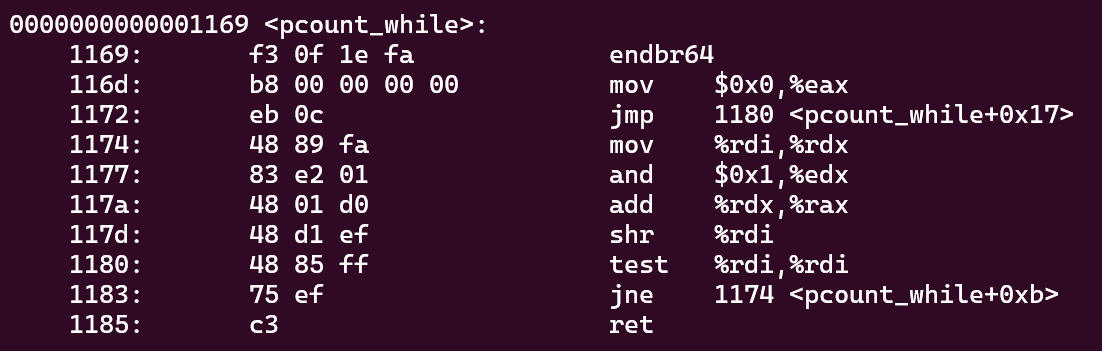 0000000000001169 <pcount_while>:
    1169:       f3 0f 1e fa             endbr64
    116d:       b8 00 00 00 00          mov    $0x0,%eax
    1172:       eb 0c                   jmp    1180 <pcount_while+0x17>
    1174:       48 89 fa                mov    %rdi,%rdx
    1177:       83 e2 01                and    $0x1,%edx
    117a:       48 01 d0                add    %rdx,%rax
    117d:       48 d1 ef                shr    %rdi
    1180:       48 85 ff                test   %rdi,%rdi
    1183:       75 ef                   jne    1174 <pcount_while+0xb>
    1185:       c3                      ret